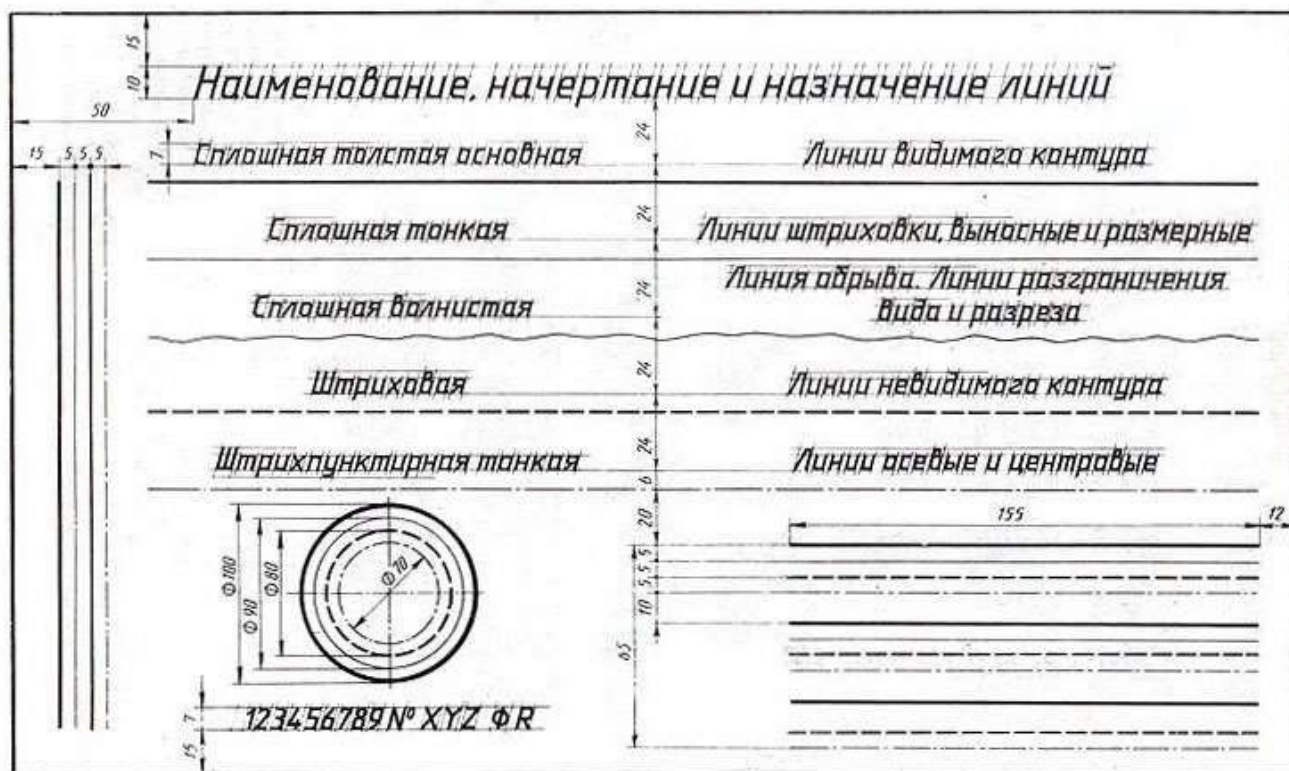 15
10
Наименование, начертание и назначение линий
50
24
15 5 5 5
7
Сплошная толстая основная
Линии видимого контура
24
Сплошная тонкая
Линии штриховки, выносные и размерные
24
Линия обрыва. Линии разграничения
Сплошная волнистая
вида и разреза
24
Штриховая
Линии невидимого контура
24
Штрихпунктирная тонкая
Линии осевые и центровые
6
20
155
12
Ф100
Ф90
Ф80
Ф70
5
5
5
10
65
7
123456789 № XYZ Ф R
15